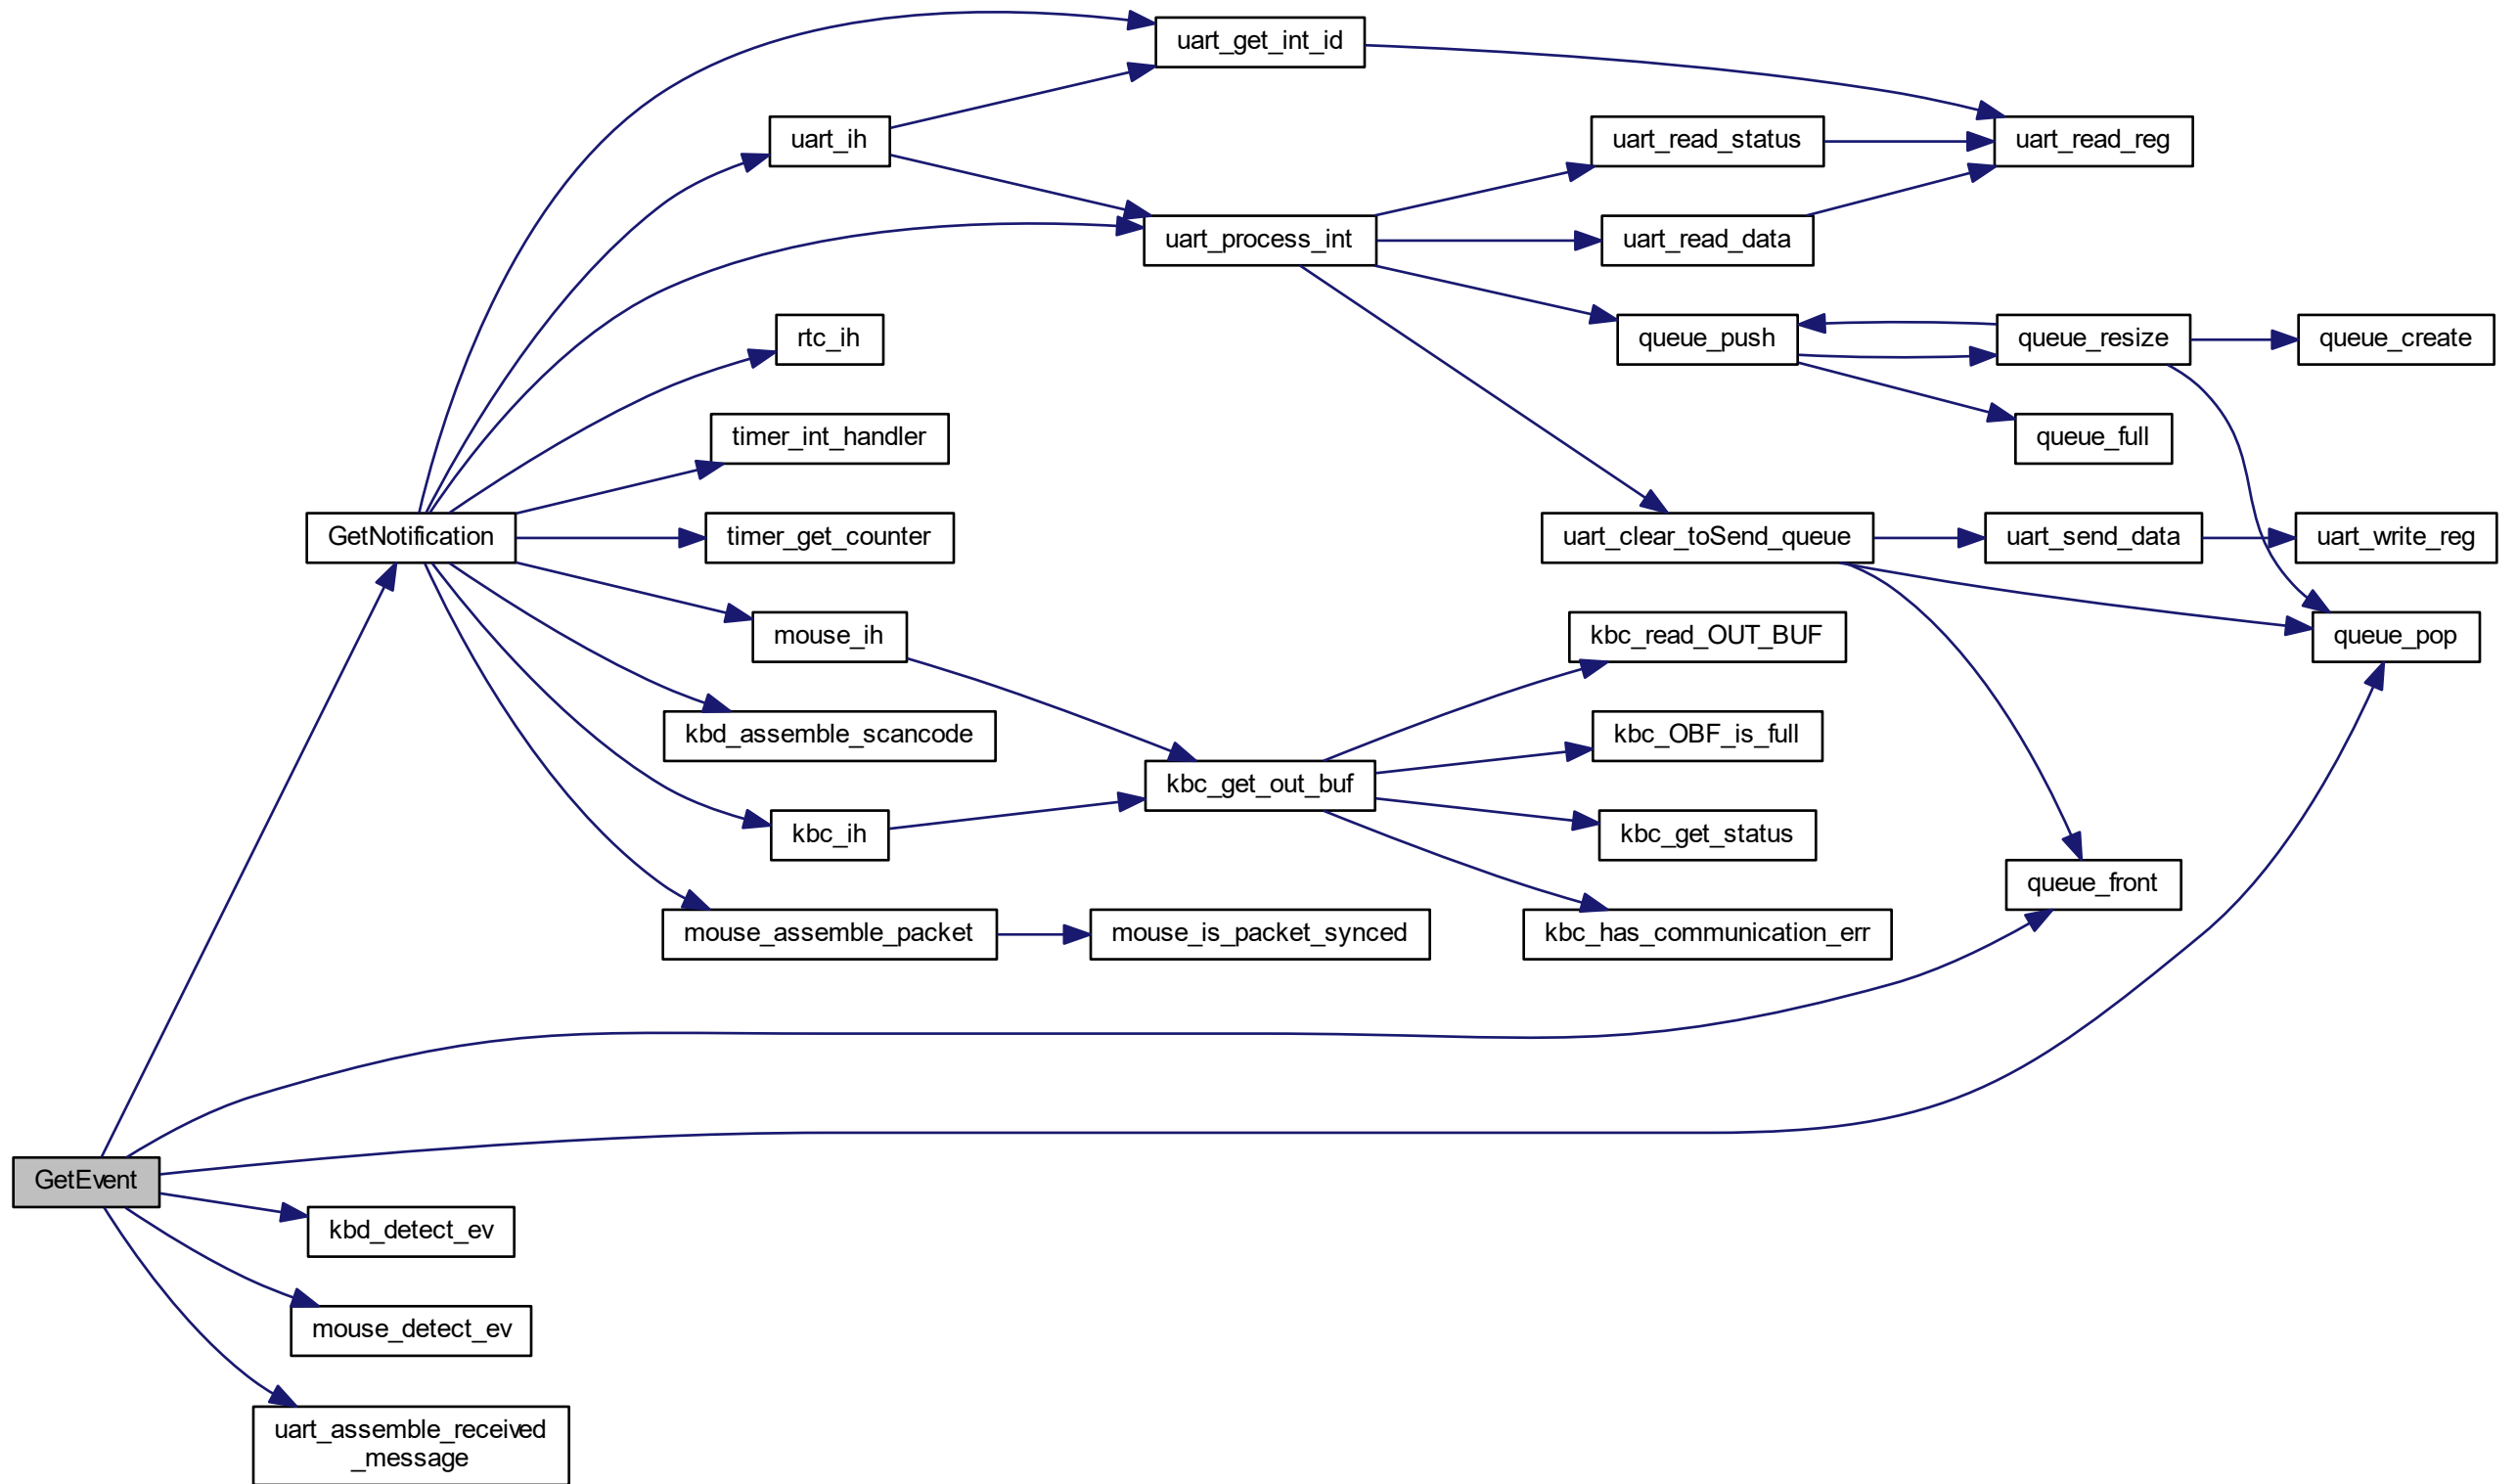 uart_get_int_id
uart_ih
uart_read_status
uart_read_reg
uart_process_int
uart_read_data
rtc_ih
queue_push
queue_resize
queue_create
timer_int_handler
queue_full
GetNotification
timer_get_counter
uart_clear_toSend_queue
uart_send_data
uart_write_reg
mouse_ih
kbc_read_OUT_BUF
queue_pop
kbd_assemble_scancode
kbc_OBF_is_full
kbc_get_out_buf
kbc_ih
kbc_get_status
queue_front
mouse_assemble_packet
mouse_is_packet_synced
kbc_has_communication_err
GetEvent
kbd_detect_ev
mouse_detect_ev
uart_assemble_received
_message